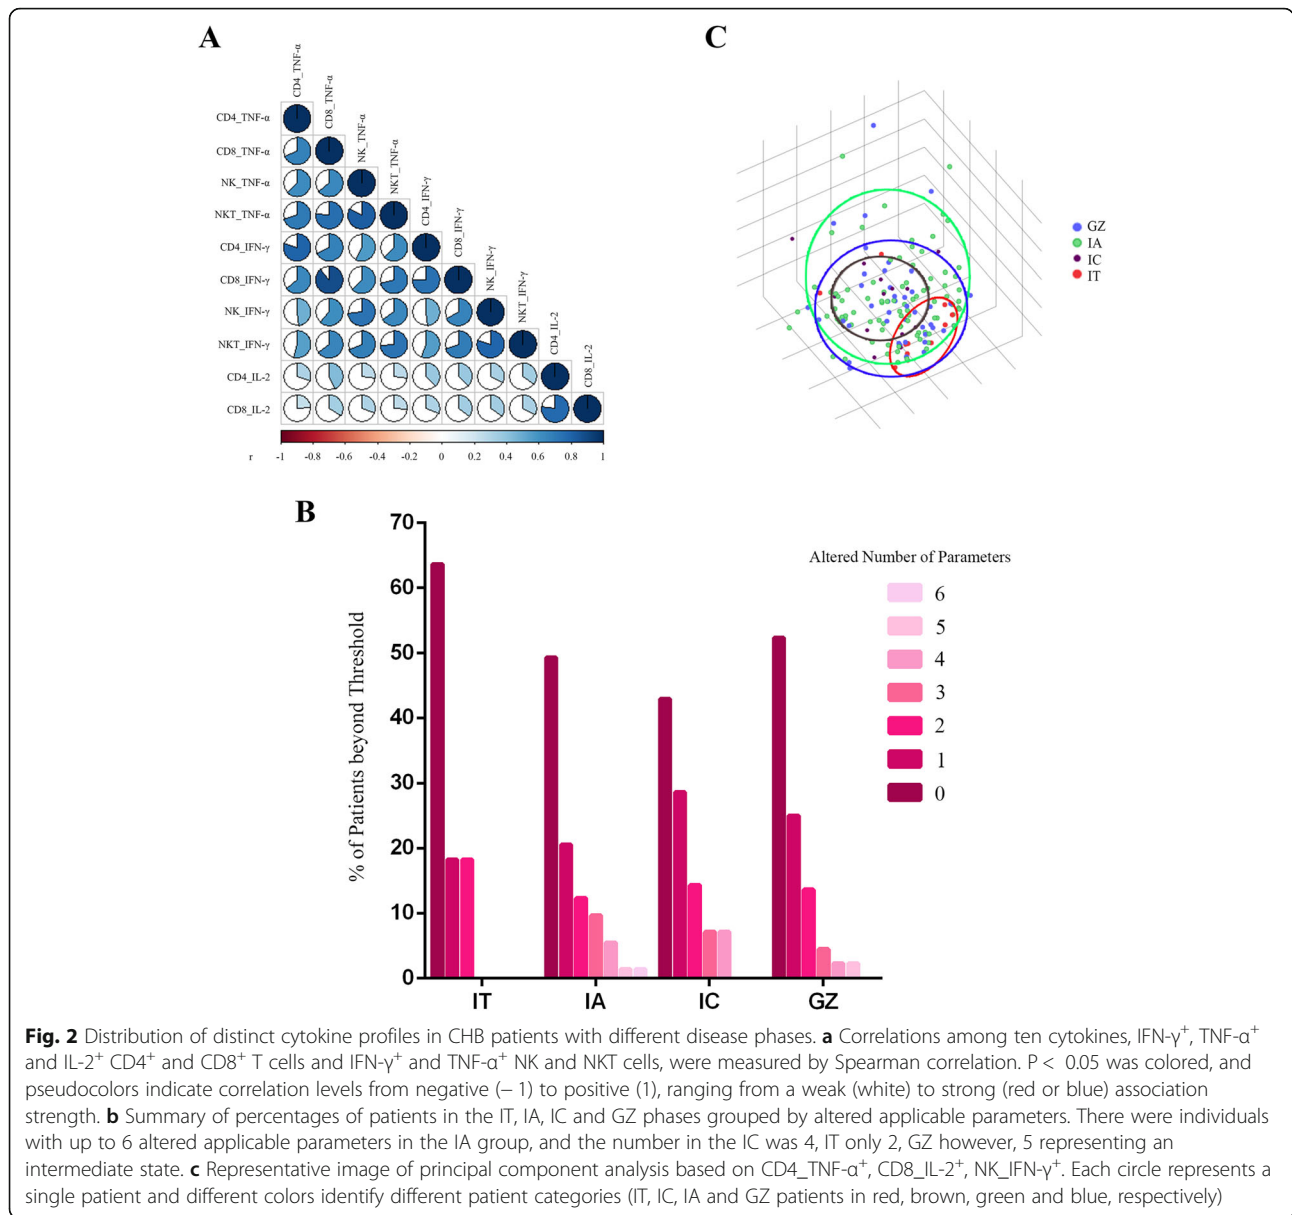 A
CD4_TNF-α
CD8_TNF-α
NK_TNF-α
NKT_TNF-α
CD4_IFN-γ
CD8_IFN-γ
NK_IFN-γ
NKT_IFN-γ
CD4_IL-2
CD8_IL-2
CD4_TNF-α
CD8_TNF-α
NK_TNF-α
NKT_TNF-α
CD4_IFN-γ
CD8_IFN-γ
NK_IFN-γ
NKT_IFN-γ
CD4_IL-2
CD8_IL-2
r -1 -0.8 -0.6 -0.4 -0.2 0 0.2 0.4 0.6 0.8 1
C
GZ
IA
IC
IT
B
% of Patients beyond Threshold
70
60
50
40
30
20
10
0
IT IA IC GZ
Altered Number of Parameters
6
5
4
3
2
1
0
Fig. 2 Distribution of distinct cytokine profiles in CHB patients with different disease phases. a Correlations among ten cytokines, IFN-γ⁺, TNF-α⁺
and IL-2⁺ CD4⁺ and CD8⁺ T cells and IFN-γ⁺ and TNF-α⁺ NK and NKT cells, were measured by Spearman correlation. P < 0.05 was colored, and
pseudocolors indicate correlation levels from negative (− 1) to positive (1), ranging from a weak (white) to strong (red or blue) association
strength. b Summary of percentages of patients in the IT, IA, IC and GZ phases grouped by altered applicable parameters. There were individuals
with up to 6 altered applicable parameters in the IA group, and the number in the IC was 4, IT only 2, GZ however, 5 representing an
intermediate state. c Representative image of principal component analysis based on CD4_TNF-α⁺, CD8_IL-2⁺, NK_IFN-γ⁺. Each circle represents a
single patient and different colors identify different patient categories (IT, IC, IA and GZ patients in red, brown, green and blue, respectively)